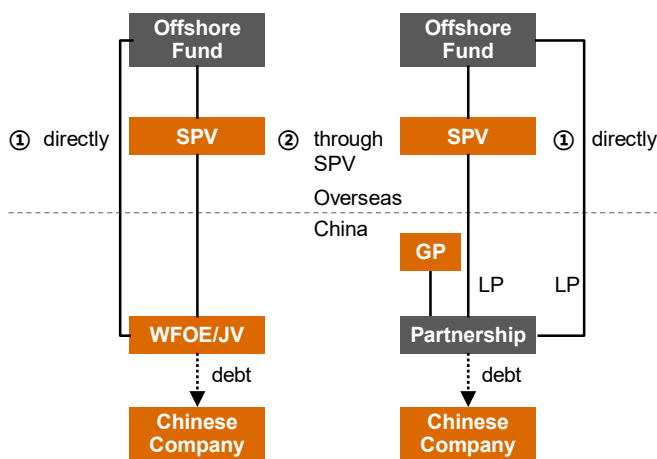 Offshore
Fund
Offshore
Fund
① directly
SPV
② through
SPV
SPV
① directly
Overseas
China
GP
LP
LP
WFOE/JV
Partnership
debt
debt
Chinese
Company
Chinese
Company